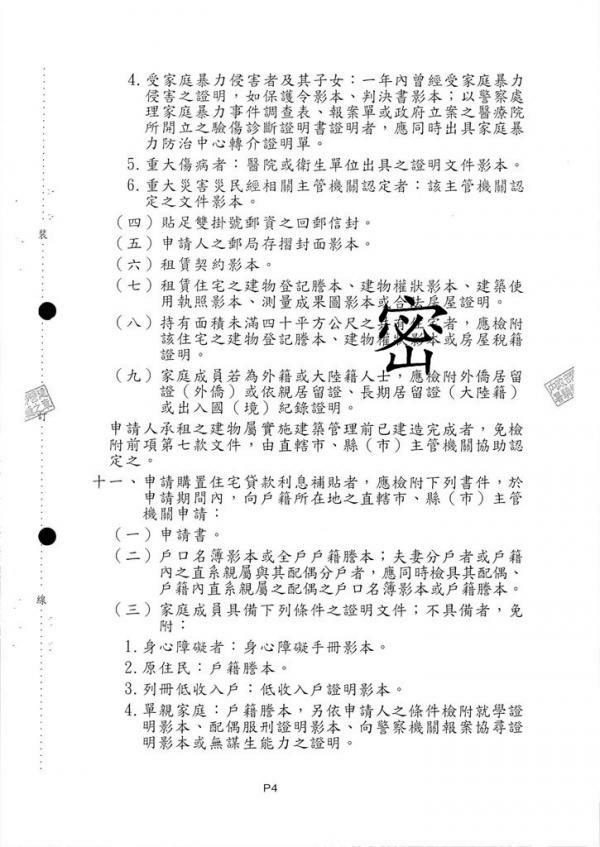 4.受家庭暴力侵害者及其子女：一年內曾經受家庭暴力
侵害之證明，如保護令影本、判決書影本；以警察處
理家庭暴力事件調查表、報案單或政府立案之醫療院
所開立之驗傷診斷證明書證明者，應同時出具家庭暴
力防治中心轉介證明單。
5.重大傷病者：醫院或衛生單位出具之證明文件影本。
6.重大災害災民經相關主管機關認定者：該主管機關認
定之文件影本。
（四）貼足雙掛號郵資之回郵信封。
（五）申請人之郵局存摺封面影本。
（六）租賃契約影本。
（七）租賃住宅之建物登記謄本、建物權狀影本、建築使
用執照影本、測量成果圖影本或合法房屋證明。
密
（八）持有面積未滿四十平方公尺之共有住宅者，應檢附
該住宅之建物登記謄本、建物權狀影本或房屋稅籍
證明。
（九）家庭成員若為外籍或大陸籍人士，應檢附外僑居留
證（外僑）或依親居留證、長期居留證（大陸籍）
或出入國（境）紀錄證明。
申請人承租之建物屬實施建築管理前已建造完成者，免檢
附前項第七款文件，由直轄市、縣（市）主管機關協助認
定之。
十一、申請購置住宅貸款利息補貼者，應檢附下列書件，於
申請期間內，向戶籍所在地之直轄市、縣（市）主管
機關申請：
（一）申請書。
（二）戶口名簿影本或全戶戶籍謄本；夫妻分戶者或戶籍
內之直系親屬與其配偶分戶者，應同時檢具其配偶、
戶籍內直系親屬之配偶之戶口名簿影本或戶籍謄本。
（三）家庭成員具備下列條件之證明文件；不具備者，免
附：
1.身心障礙者：身心障礙手冊影本。
2.原住民：戶籍謄本。
3.列冊低收入戶：低收入戶證明影本。
4.單親家庭：戶籍謄本，另依申請人之條件檢附就學證
明影本、配偶服刑證明影本、向警察機關報案協尋證
明影本或無謀生能力之證明。
裝
訂
線
P4